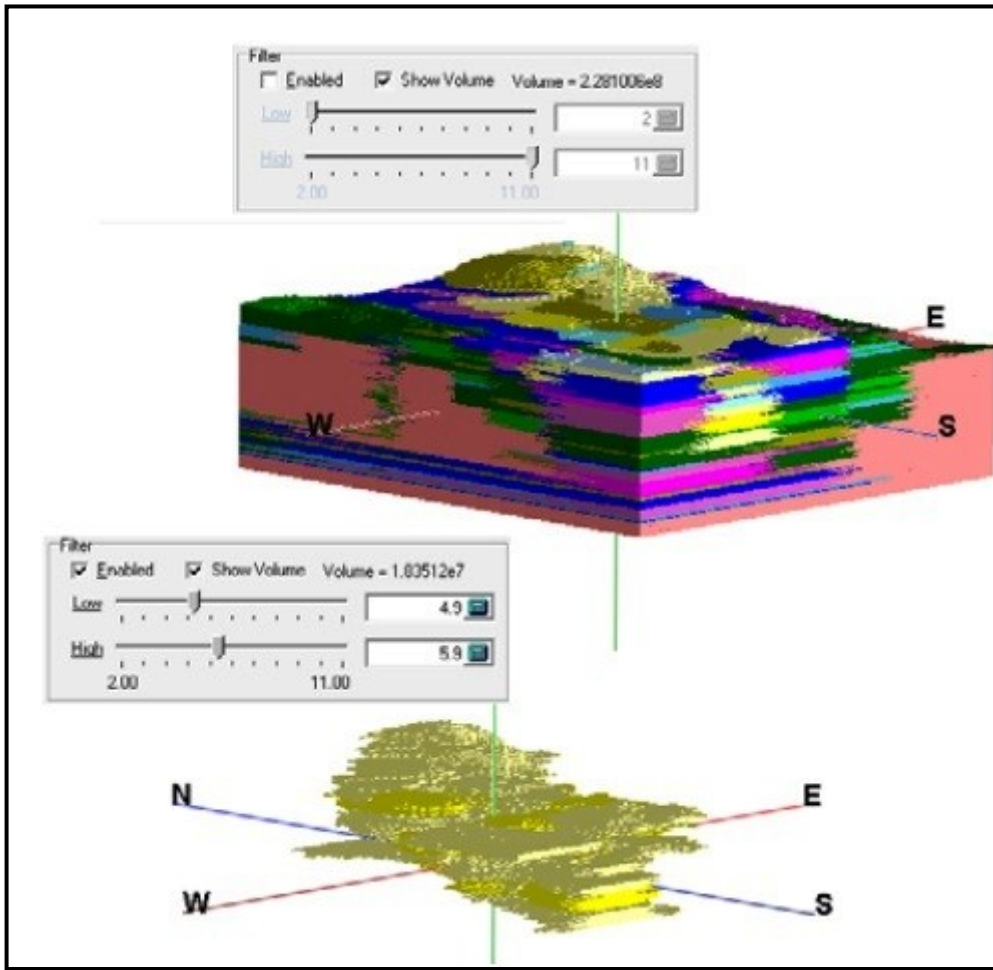 Filter
Enabled Show Volume Volume = 2.281006e8
Low 2
High 11
2.00 11.00
E
W
S
Filter
Enabled Show Volume Volume = 1.83512e7
Low 4.9
High 5.9
2.00 11.00
N
E
W
S